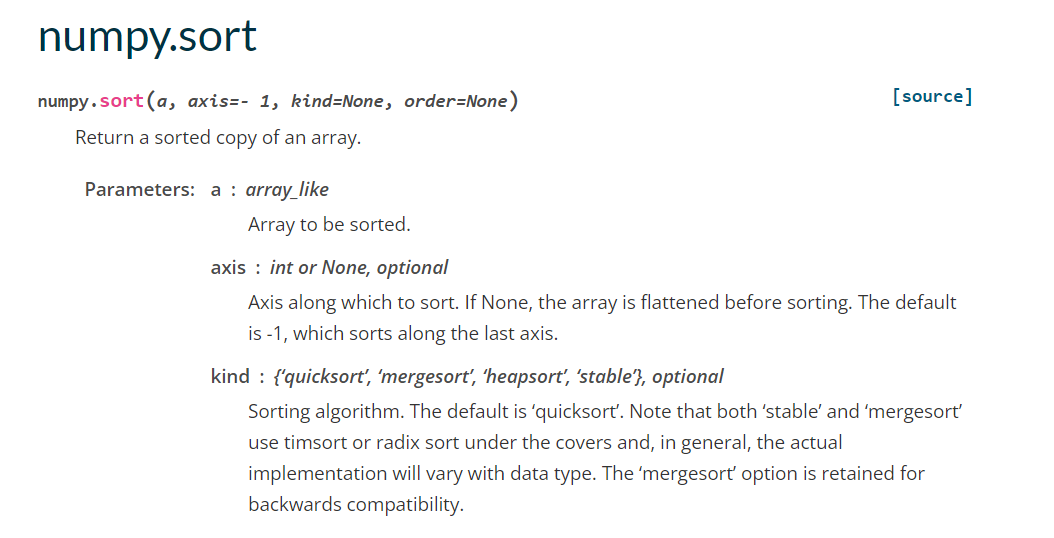 numpy.sort
numpy.sort(a, axis=- 1, kind=None, order=None)
[source]
Return a sorted copy of an array.
Parameters: a : array_like
Array to be sorted.
axis : int or None, optional
Axis along which to sort. If None, the array is flattened before sorting. The default
is -1, which sorts along the last axis.
kind : {‘quicksort’, ‘mergesort’, ‘heapsort’, ‘stable’}, optional
Sorting algorithm. The default is ‘quicksort’. Note that both ‘stable’ and ‘mergesort’
use timsort or radix sort under the covers and, in general, the actual
implementation will vary with data type. The ‘mergesort’ option is retained for
backwards compatibility.